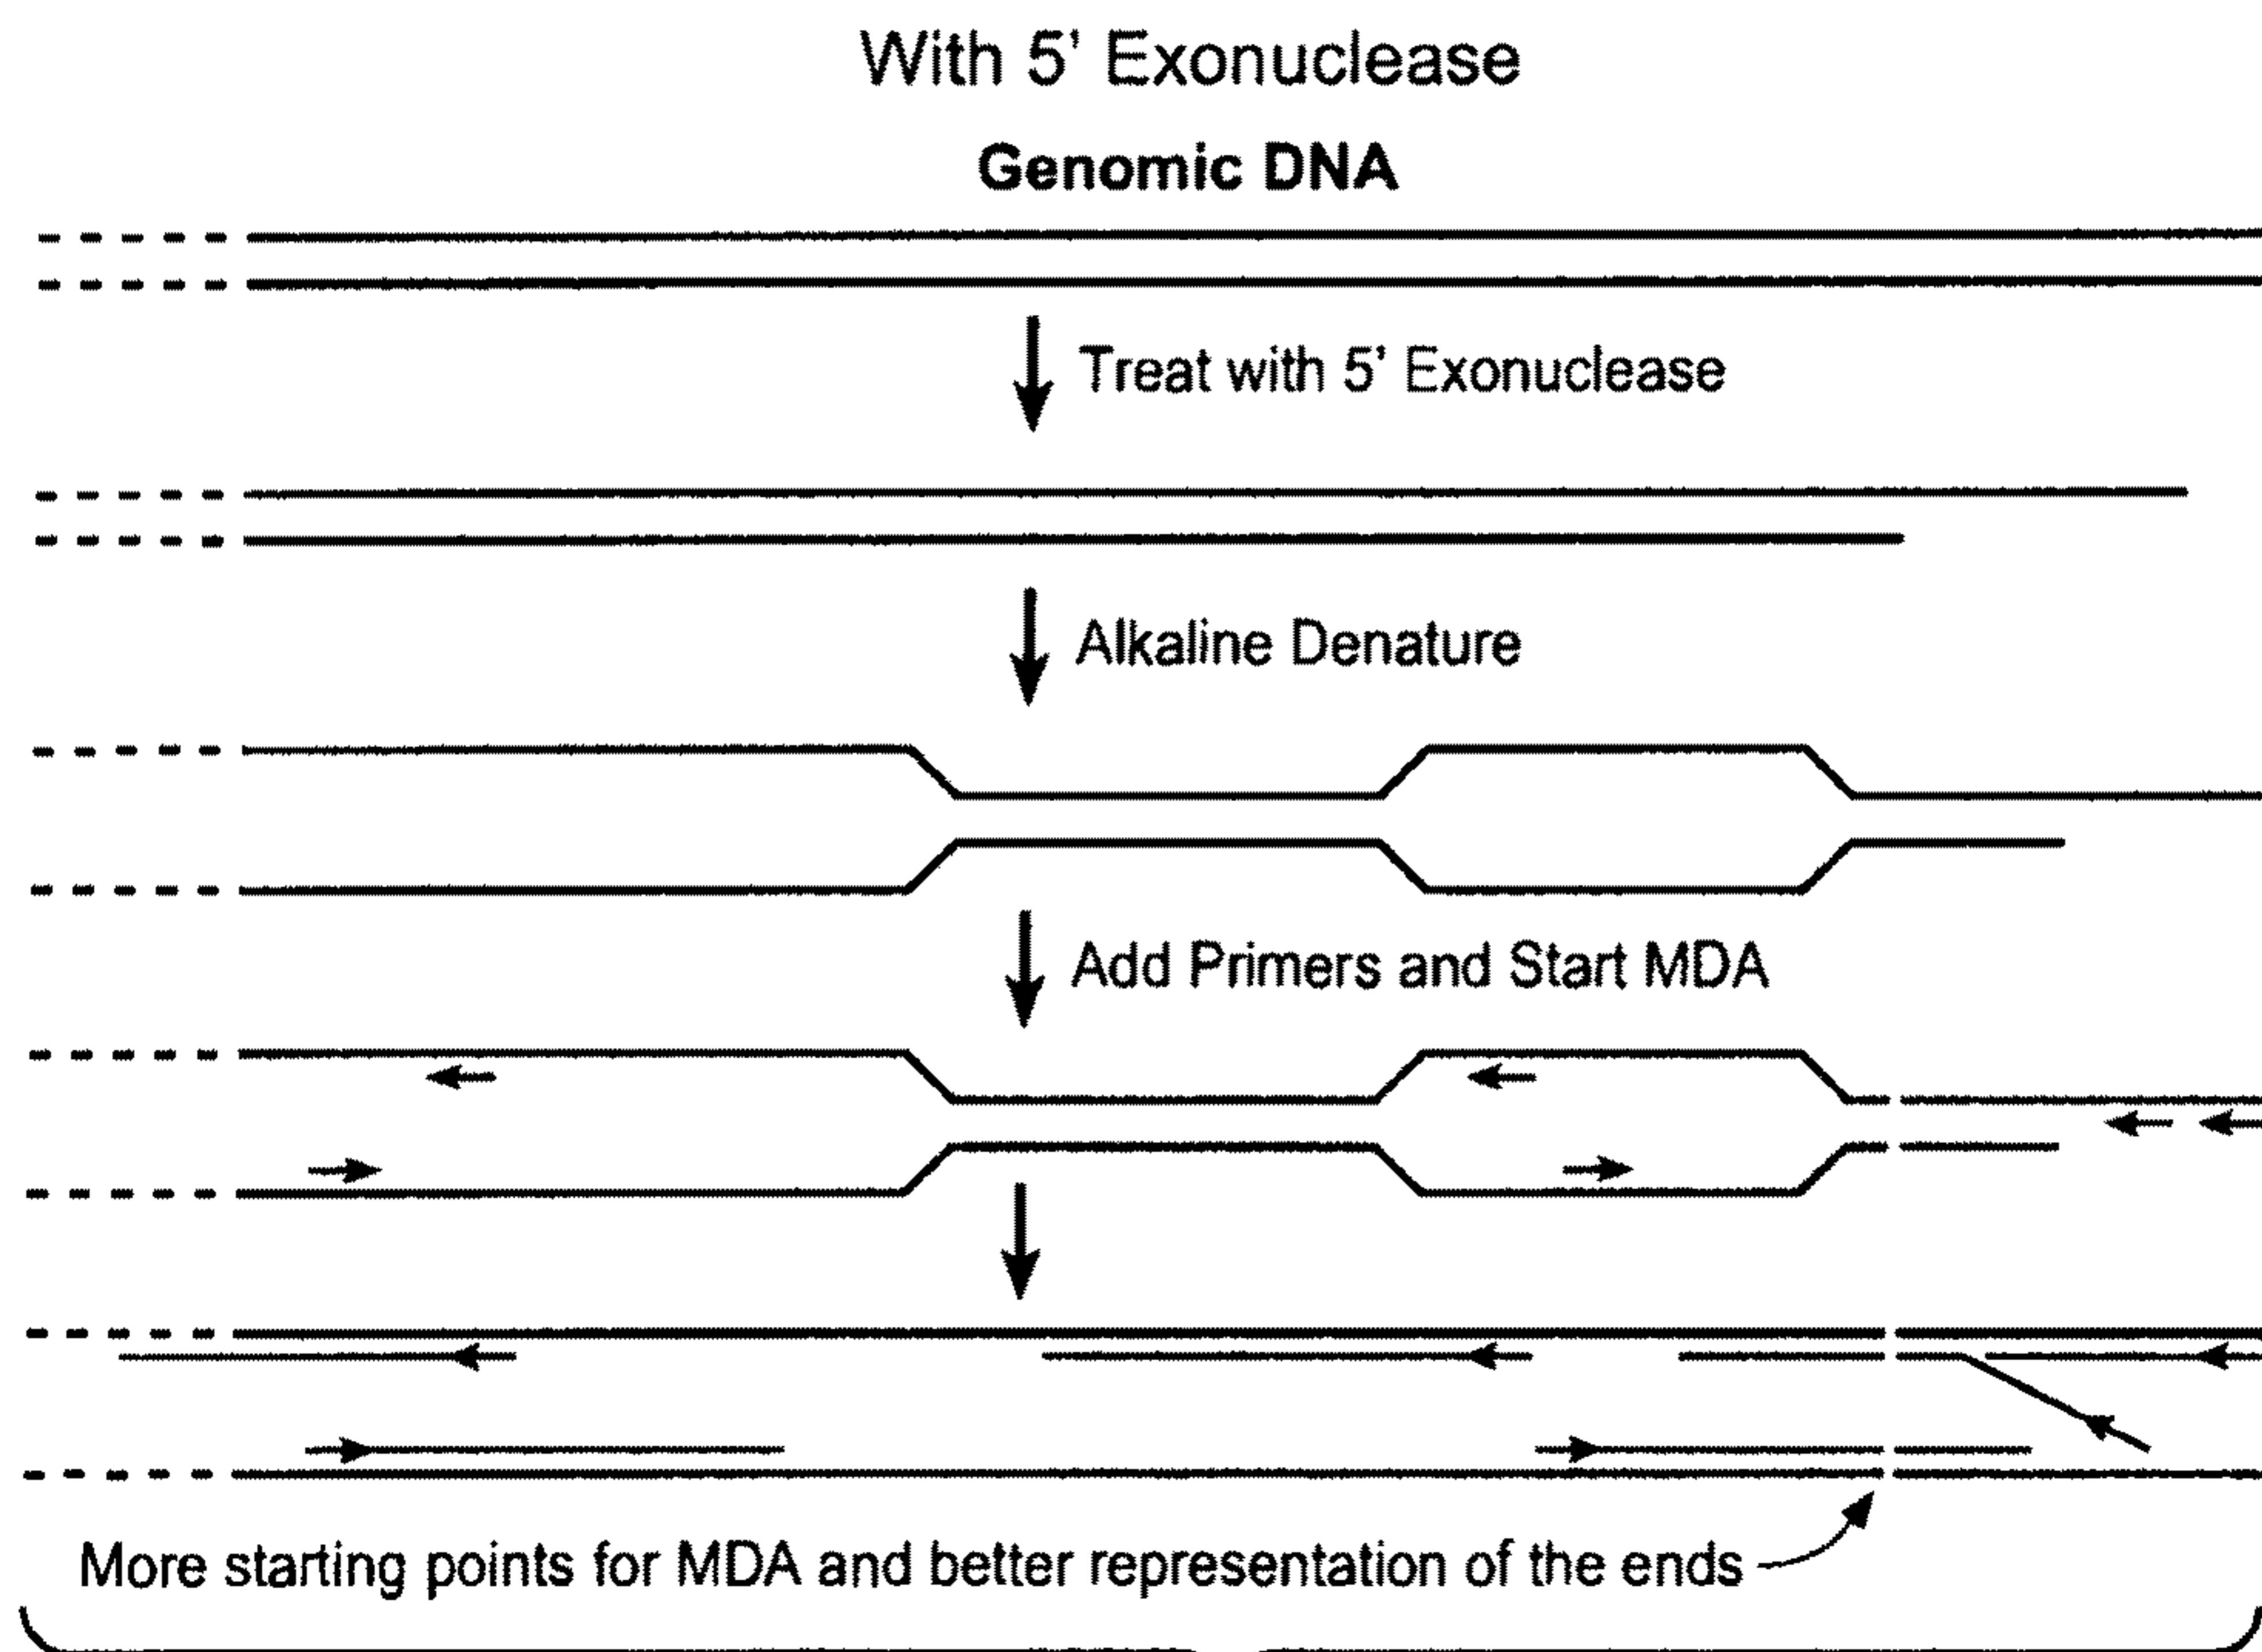 With 5' Exonuclease
Genomic DNA
Treat with 5' Exonuclease
Alkaline Denature
Add Primers and Start MDA
More starting points for MDA and better representation of the ends